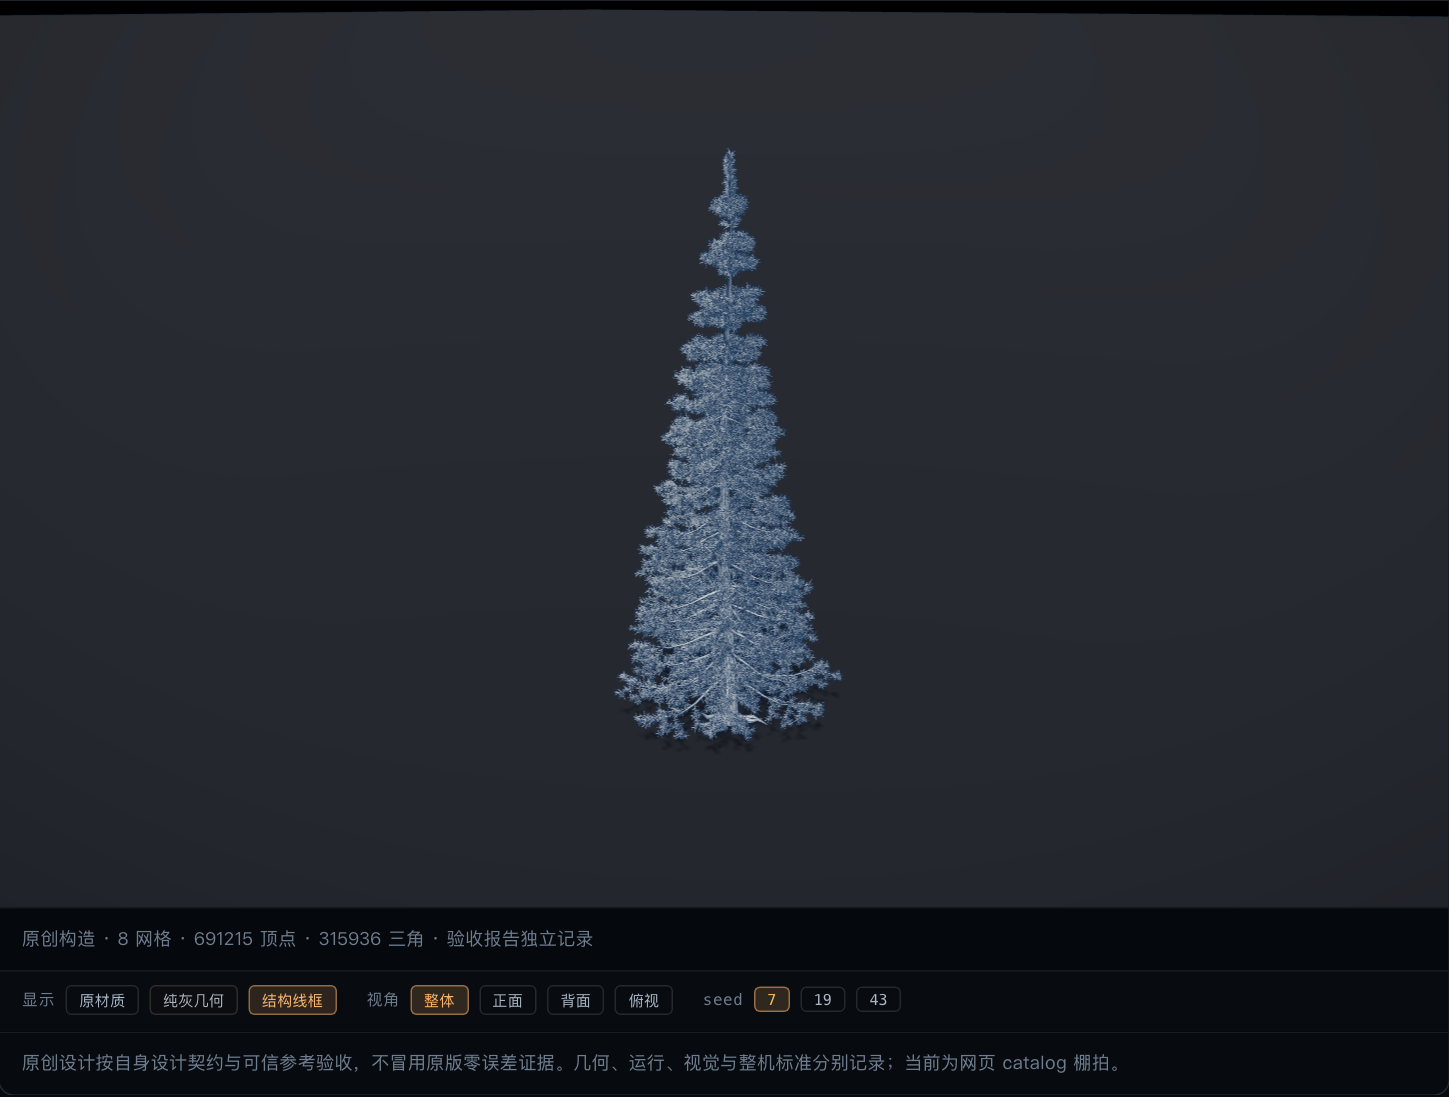 原创构造 · 8 网格 · 691215 顶点 · 315936 三角 · 验收报告独立记录
显示 原材质 纯灰几何 结构线框 视角 整体 正面 背面 俯视 seed 7 19 43
原创设计按自身设计契约与可信参考验收，不冒用原版零误差证据。几何、运行、视觉与整机标准分别记录；当前为网页 catalog 棚拍。